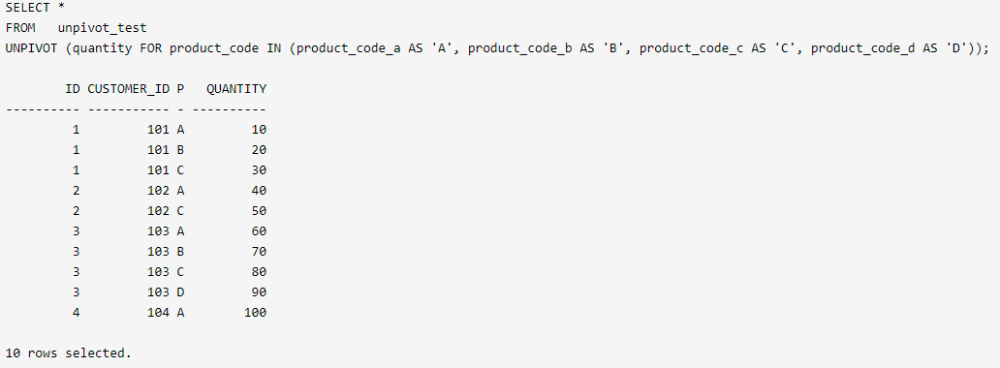 SELECT *
FROM   unpivot_test
UNPIVOT (quantity FOR product_code IN (product_code_a AS 'A', product_code_b AS 'B', product_code_c AS 'C', product_code_d AS 'D'));
        ID CUSTOMER_ID P   QUANTITY
---------- ----------- - ----------
         1         101 A         10
         1         101 B         20
         1         101 C         30
         2         102 A         40
         2         102 C         50
         3         103 A         60
         3         103 B         70
         3         103 C         80
         3         103 D         90
         4         104 A        100
10 rows selected.